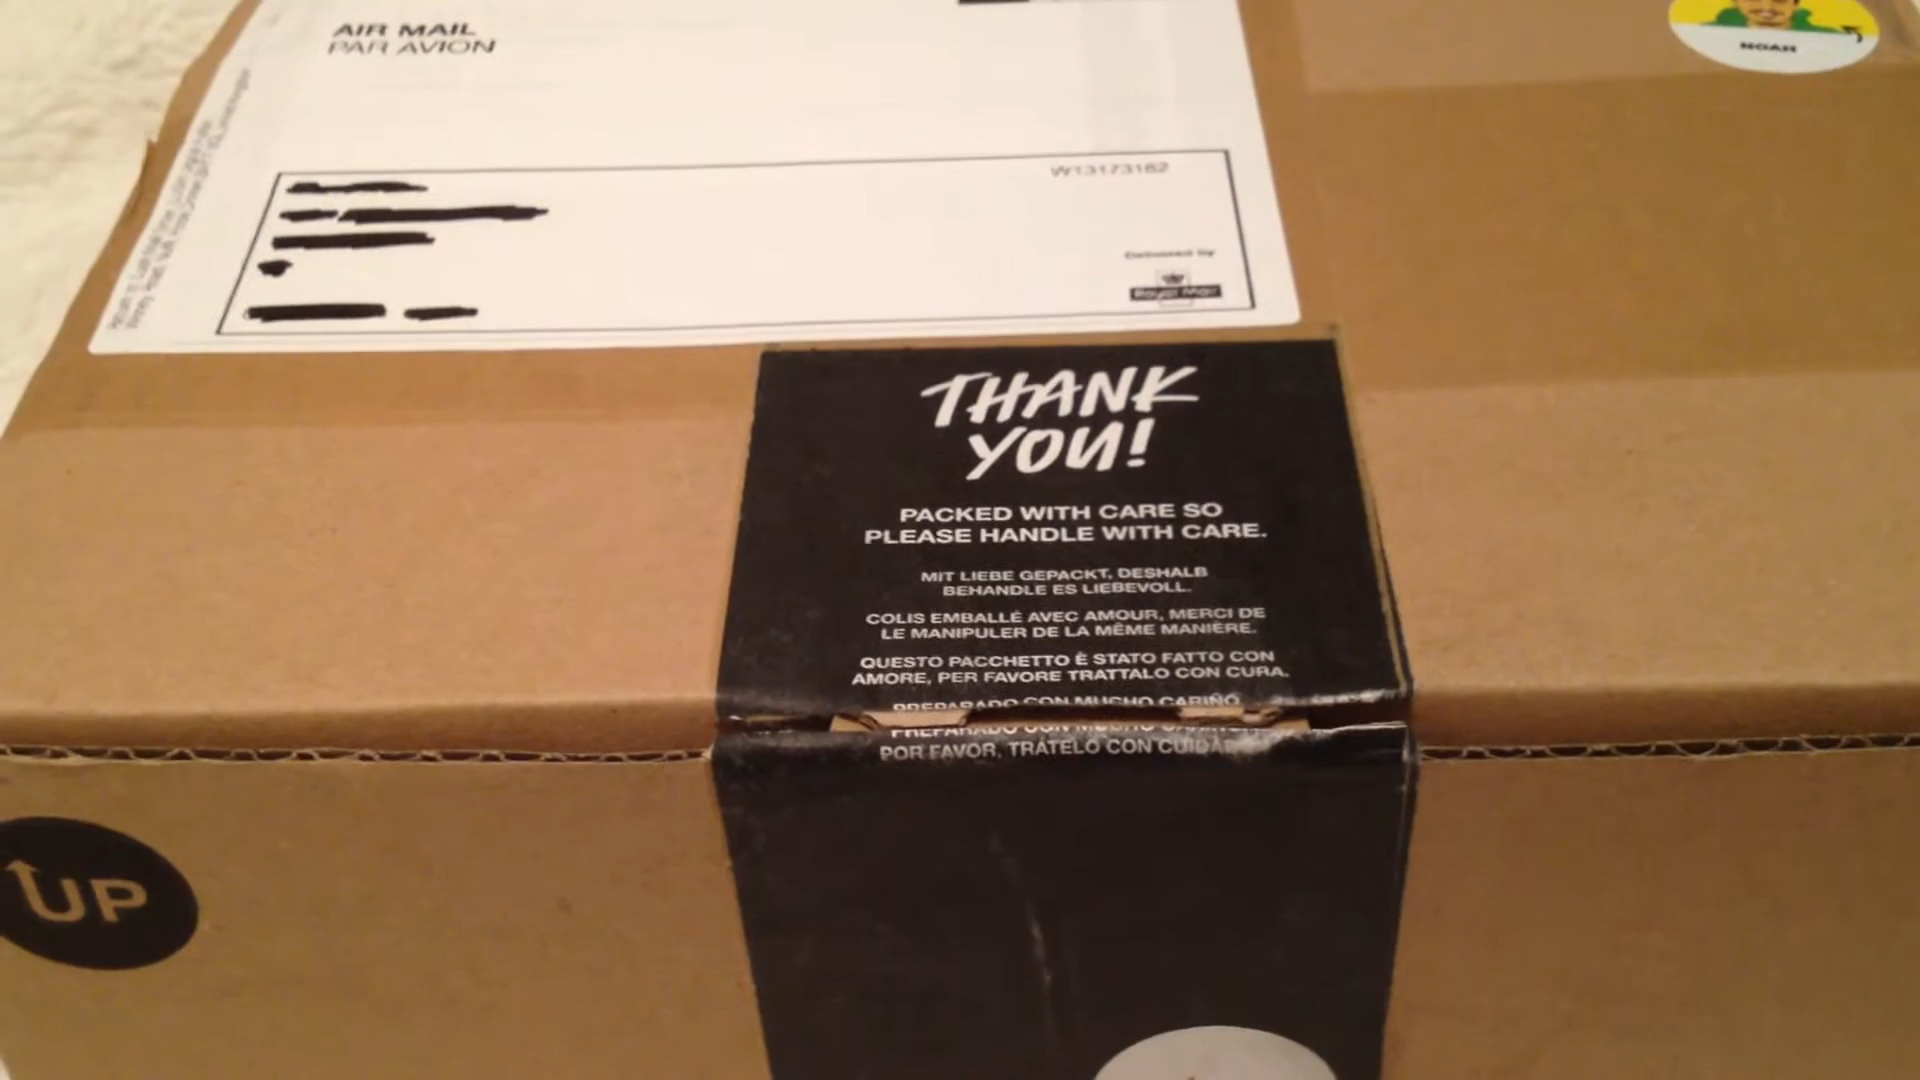 AIR MAIL
PAR AVION
NOAH
W13173182
Delivered by
Royal Mail
THANK
YOU!
PACKED WITH CARE SO
PLEASE HANDLE WITH CARE.
MIT LIEBE GEPACKT, DESHALB
BEHANDLE ES LIEBEVOLL.
COLIS EMBALLÉ AVEC AMOUR, MERCI DE
LE MANIPULER DE LA MÊME MANIÈRE.
QUESTO PACCHETTO È STATO FATTO CON
AMORE, PER FAVORE TRATTALO CON CURA.
PREPARADO CON MUCHO CARIÑO
POR FAVOR, TRÁTELO CON
UP